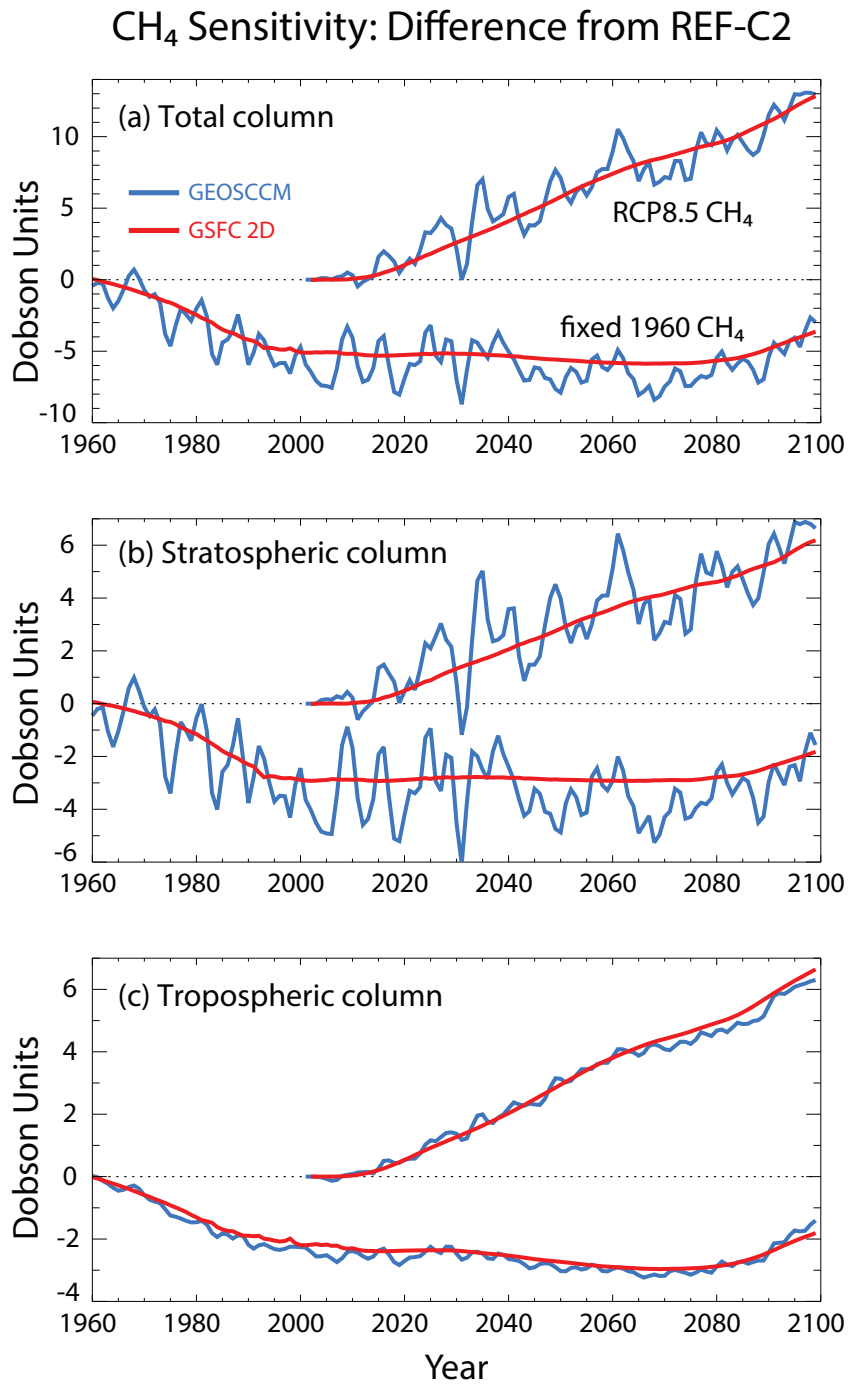 CH₄ Sensitivity: Difference from REF-C2
(a) Total column
GEOSCCM
GSFC 2D
RCP8.5 CH₄
fixed 1960 CH₄
Dobson Units
10
5
0
-5
-10
1960 1980 2000 2020 2040 2060 2080 2100
(b) Stratospheric column
Dobson Units
6
4
2
0
-2
-4
-6
1960 1980 2000 2020 2040 2060 2080 2100
(c) Tropospheric column
Dobson Units
6
4
2
0
-2
-4
1960 1980 2000 2020 2040 2060 2080 2100
Year